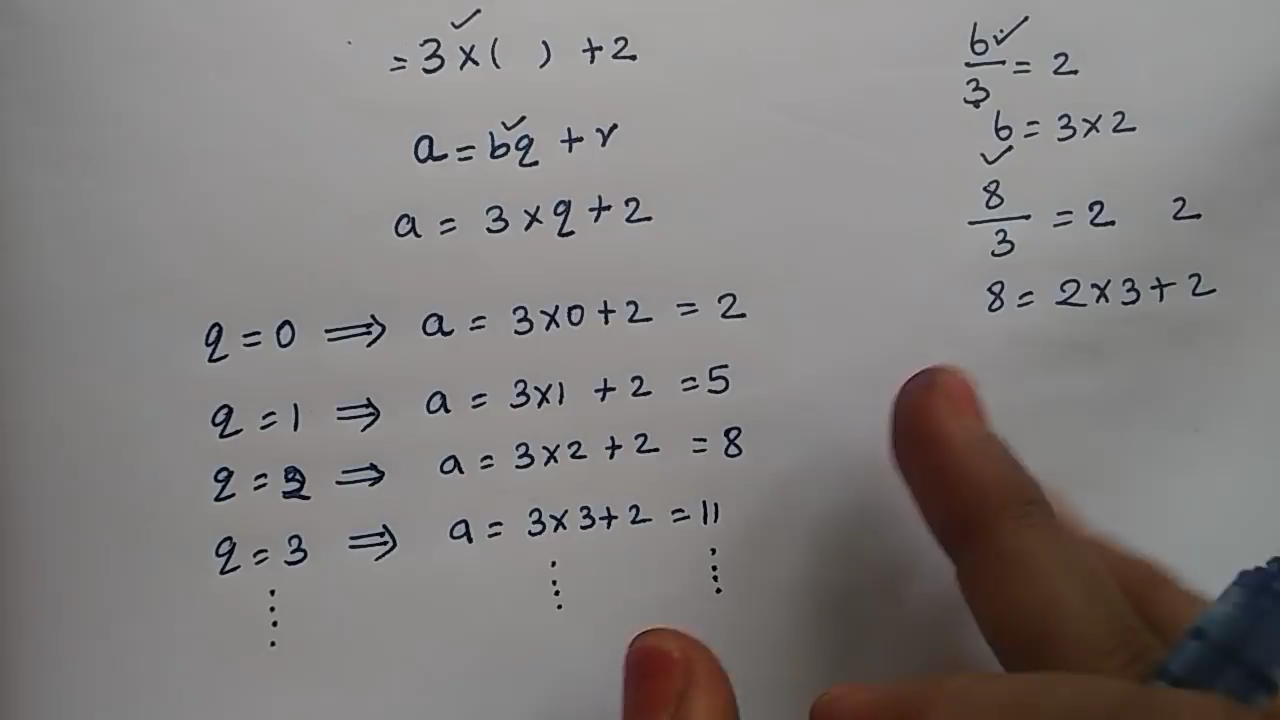 = 3 × ( ) + 2
a = bq + r
a = 3 × q + 2
q = 0 ⟹ a = 3×0 + 2 = 2
q = 1 ⟹ a = 3×1 + 2 = 5
q = 2 ⟹ a = 3×2 + 2 = 8
q = 3 ⟹ a = 3×3 + 2 = 11
6/3 = 2
6 = 3×2
8/3 = 2 2
8 = 2×3 + 2